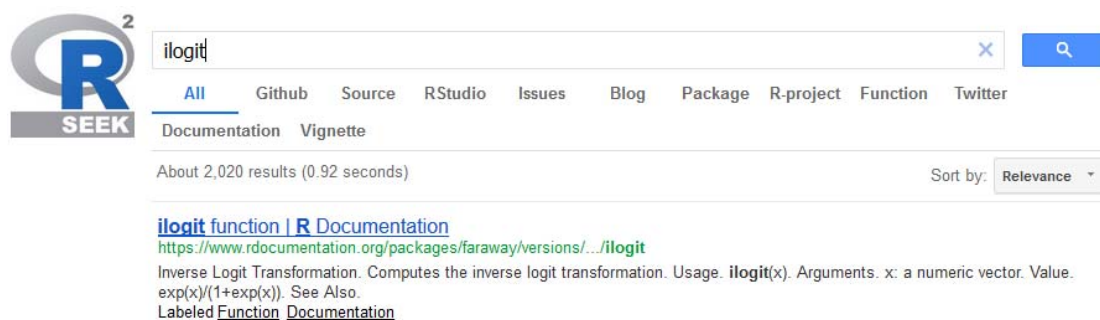 R 2
SEEK
ilogit
All Github Source RStudio Issues Blog Package R-project Function Twitter
Documentation Vignette
About 2,020 results (0.92 seconds)
Sort by: Relevance
ilogit function | R Documentation
https://www.rdocumentation.org/packages/faraway/versions/.../ilogit
Inverse Logit Transformation. Computes the inverse logit transformation. Usage. ilogit(x). Arguments. x: a numeric vector. Value.
exp(x)/(1+exp(x)). See Also.
Labeled Function Documentation